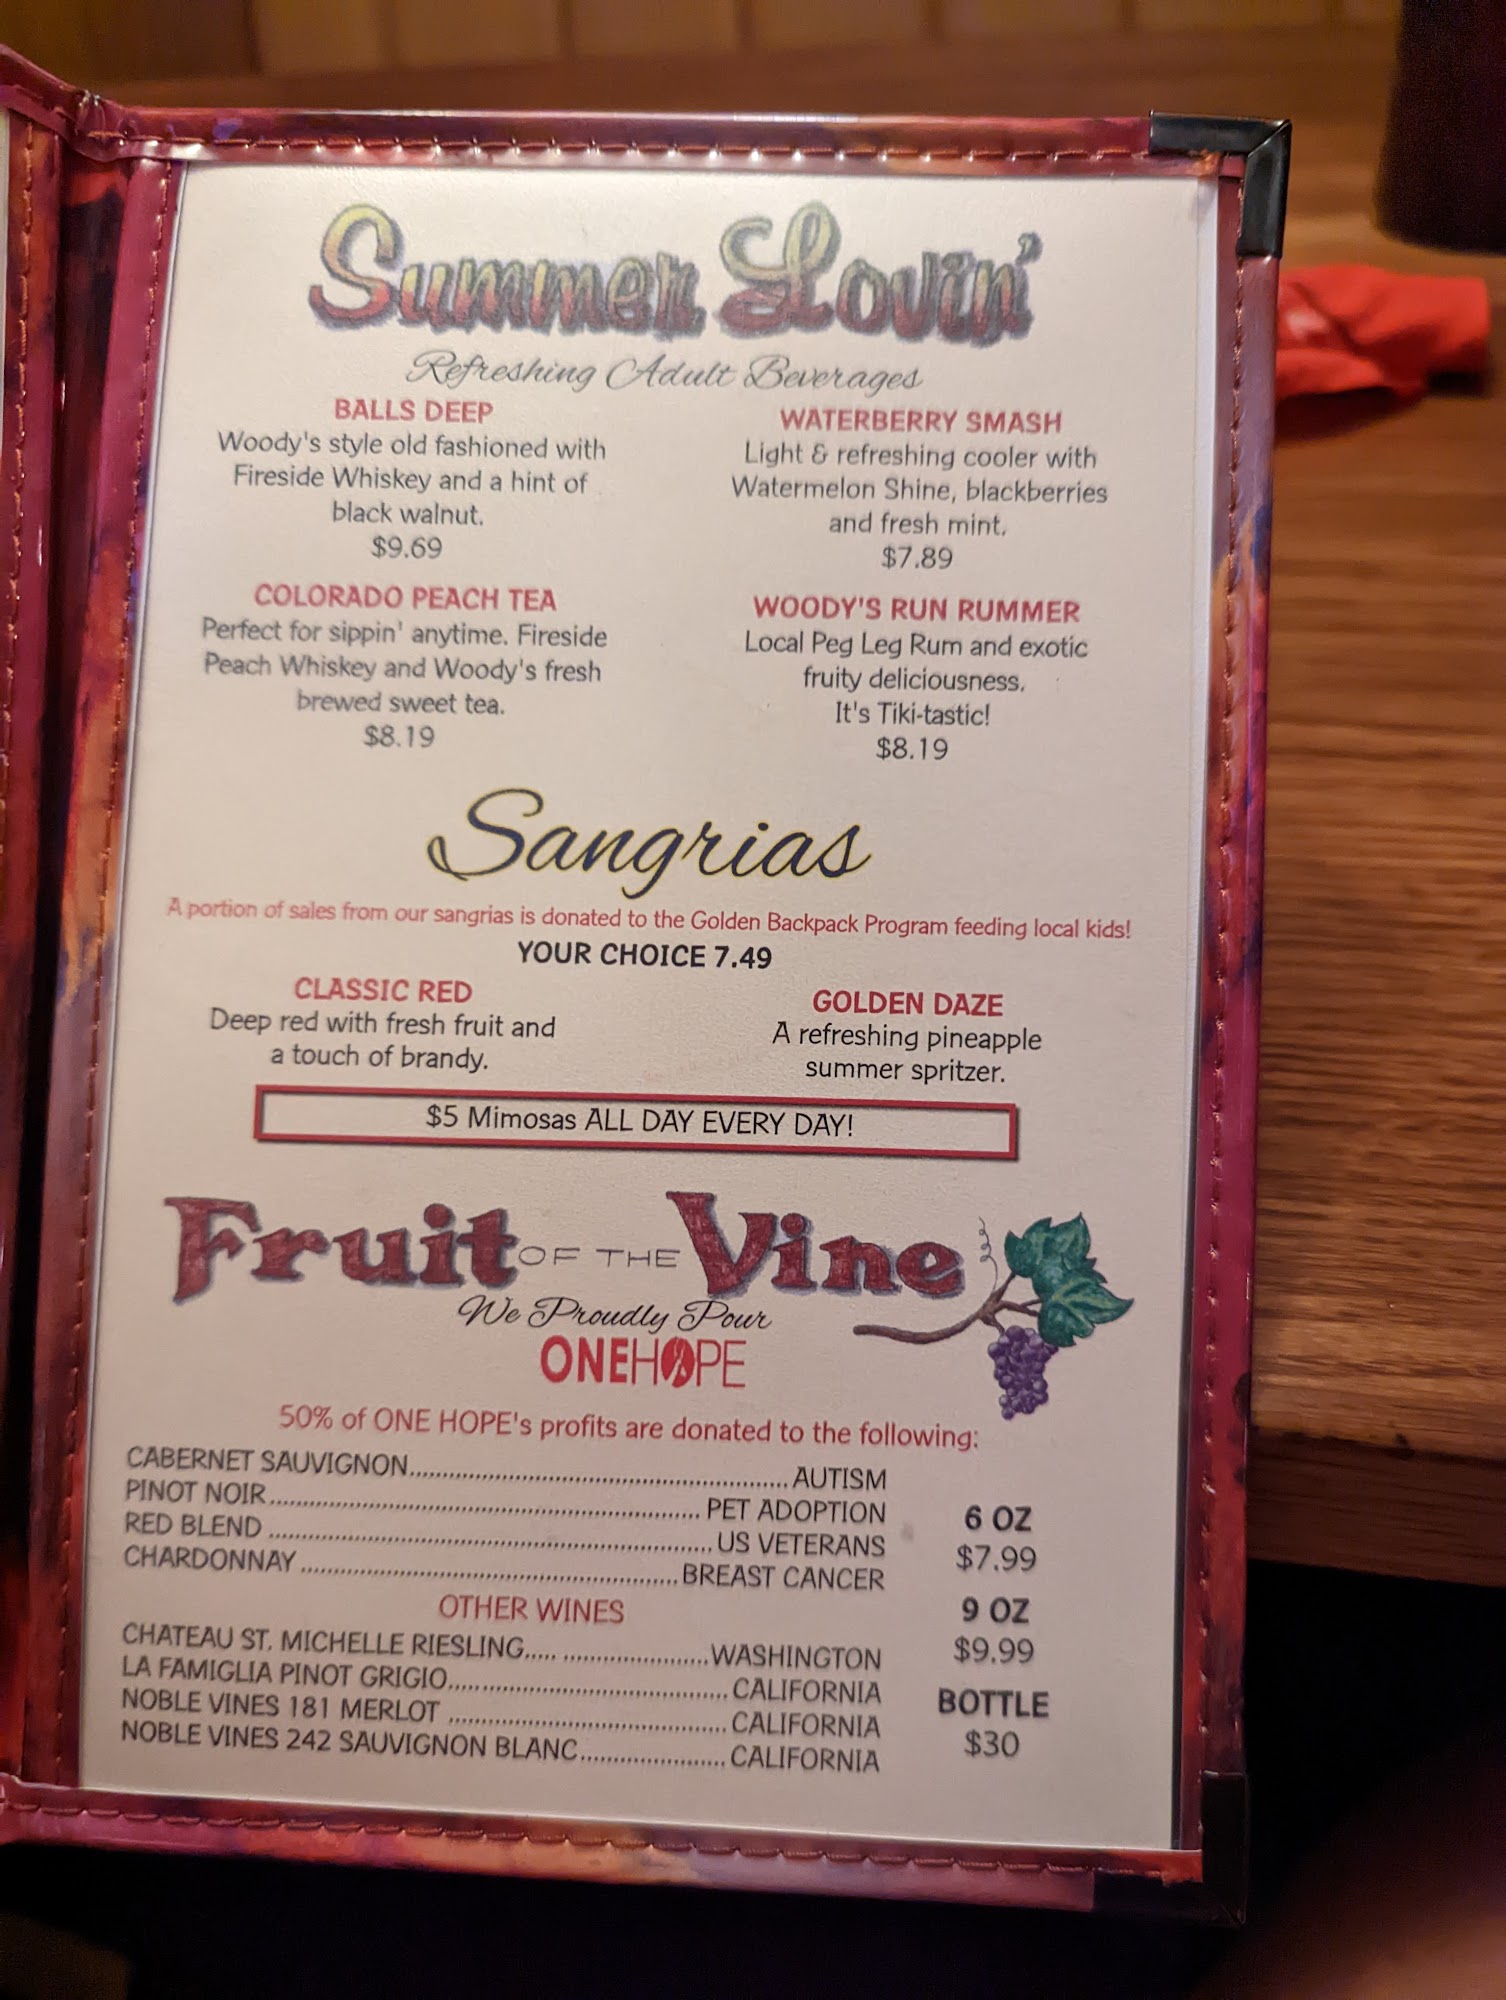 Summer Lovin'
Refreshing Adult Beverages
BALLS DEEP
Woody's style old fashioned with
Fireside Whiskey and a hint of
black walnut.
$9.69
WATERBERRY SMASH
Light & refreshing cooler with
Watermelon Shine, blackberries
and fresh mint.
$7.89
COLORADO PEACH TEA
Perfect for sippin' anytime. Fireside
Peach Whiskey and Woody's fresh
brewed sweet tea.
$8.19
WOODY'S RUN RUMMER
Local Peg Leg Rum and exotic
fruity deliciousness.
It's Tiki-tastic!
$8.19
Sangrias
A portion of sales from our sangrias is donated to the Golden Backpack Program feeding local kids!
YOUR CHOICE 7.49
CLASSIC RED
Deep red with fresh fruit and
a touch of brandy.
GOLDEN DAZE
A refreshing pineapple
summer spritzer.
$5 Mimosas ALL DAY EVERY DAY!
Fruit OF THE Vine
We Proudly Pour
ONEHOPE
50% of ONE HOPE's profits are donated to the following:
CABERNET SAUVIGNON..........AUTISM
PINOT NOIR..........PET ADOPTION
RED BLEND..........US VETERANS
CHARDONNAY..........BREAST CANCER
OTHER WINES
CHATEAU ST. MICHELLE RIESLING..........WASHINGTON
LA FAMIGLIA PINOT GRIGIO..........CALIFORNIA
NOBLE VINES 181 MERLOT..........CALIFORNIA
NOBLE VINES 242 SAUVIGNON BLANC..........CALIFORNIA
6 OZ
$7.99
9 OZ
$9.99
BOTTLE
$30